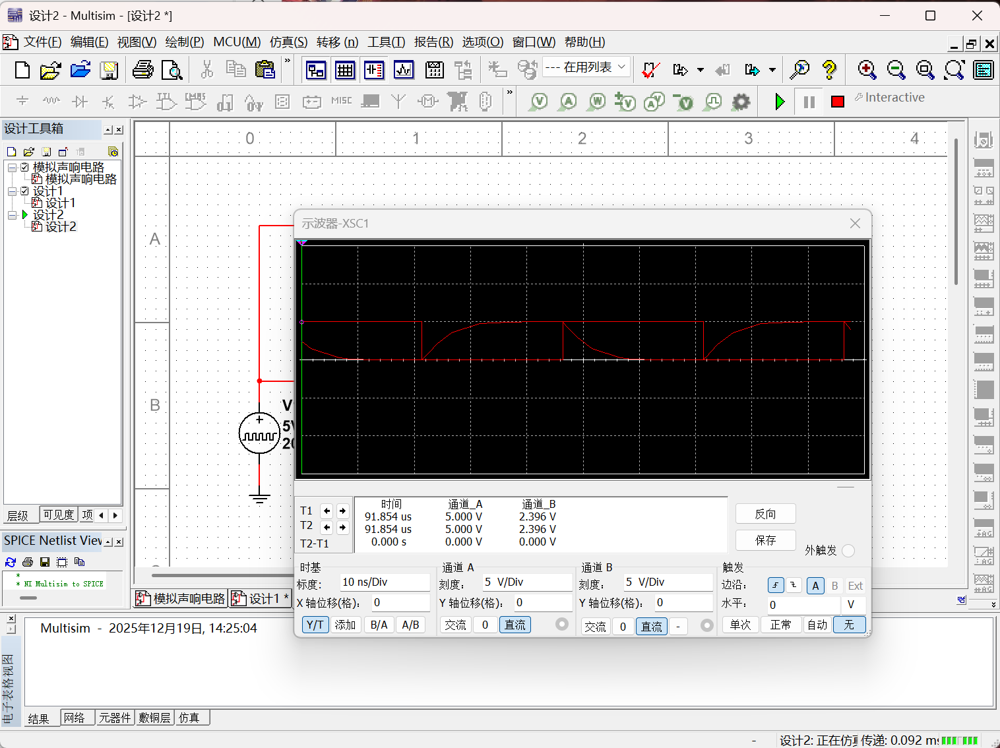 设计2 - Multisim - [设计2 *]
文件(F) 编辑(E) 视图(V) 绘制(P) MCU(M) 仿真(S) 转移 (n) 工具(T) 报告(R) 选项(O) 窗口(W) 帮助(H)
» --- 在用列表
MISC » Interactive
设计工具箱
模拟声响电路
模拟声响电路
设计1
设计1
设计2
设计2
层级 可见度 项
SPICE Netlist View
*
* NI Multisim to SPICE
0 1 2 3 4
A
B
V
5V
20
示波器-XSC1
时间 通道_A 通道_B
T1 91.854 us 5.000 V 2.396 V
T2 91.854 us 5.000 V 2.396 V
T2-T1 0.000 s 0.000 V 0.000 V
反向
保存
外触发
时基 通道 A 通道 B 触发
标度: 10 ns/Div 刻度: 5 V/Div 刻度: 5 V/Div 边沿: A B Ext
X 轴位移(格): 0 Y 轴位移(格): 0 Y 轴位移(格): 0 水平: 0 V
Y/T 添加 B/A A/B 交流 0 直流 交流 0 直流 - 单次 正常 自动 无
模拟声响电路 设计1 *
Multisim - 2025年12月19日, 14:25:04
电子表格视图
结果 网络 元器件 敷铜层 仿真
- 设计2: 正在仿真 传递: 0.092 ms